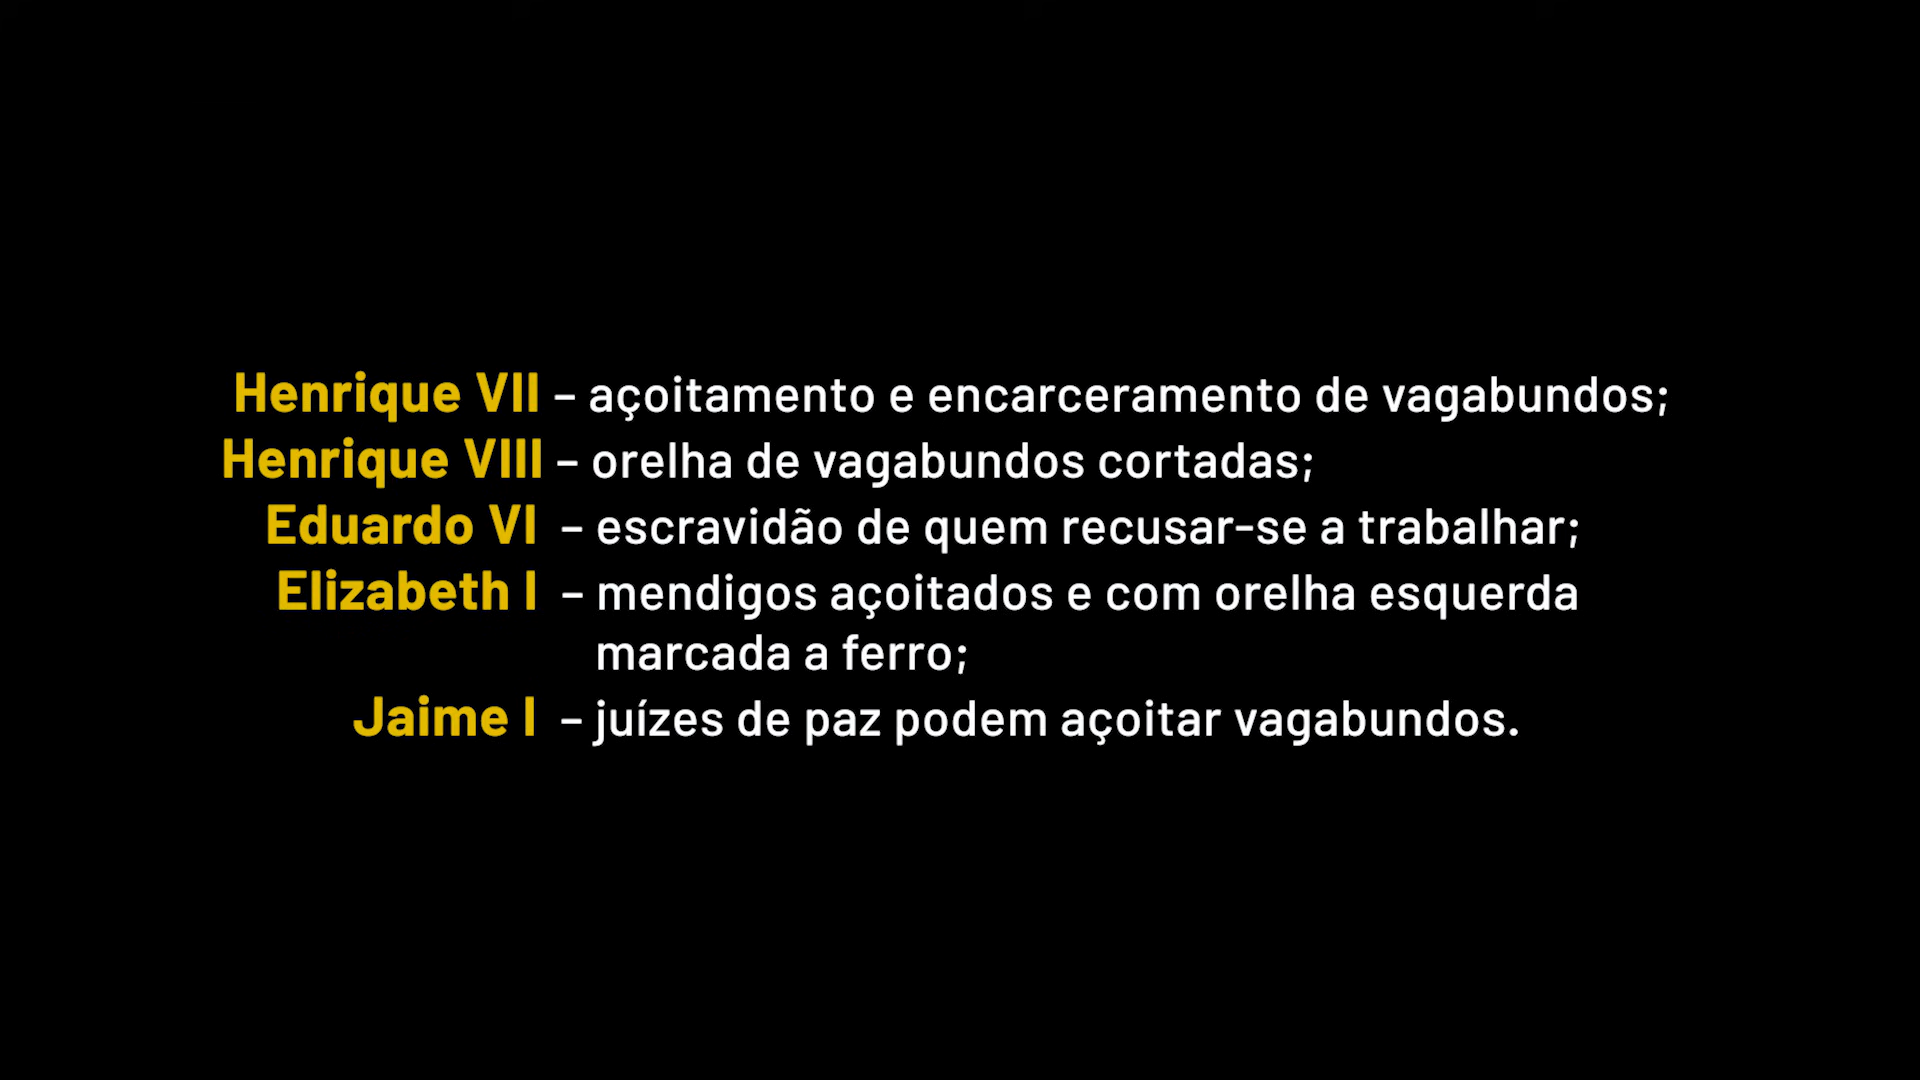 Henrique VII – açoitamento e encarceramento de vagabundos;
Henrique VIII – orelha de vagabundos cortadas;
Eduardo VI – escravidão de quem recusar-se a trabalhar;
Elizabeth I – mendigos açoitados e com orelha esquerda
marcada a ferro;
Jaime I – juízes de paz podem açoitar vagabundos.